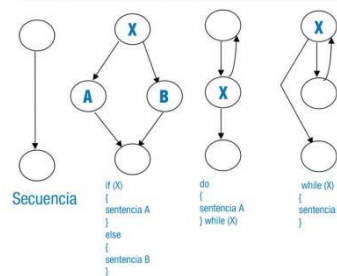 X
A
B
X
X
Secuencia
if (X)
{
sentencia A
}
else
{
sentencia B
}
do
{
sentencia A
} while (X)
while (X)
{
sentencia
}